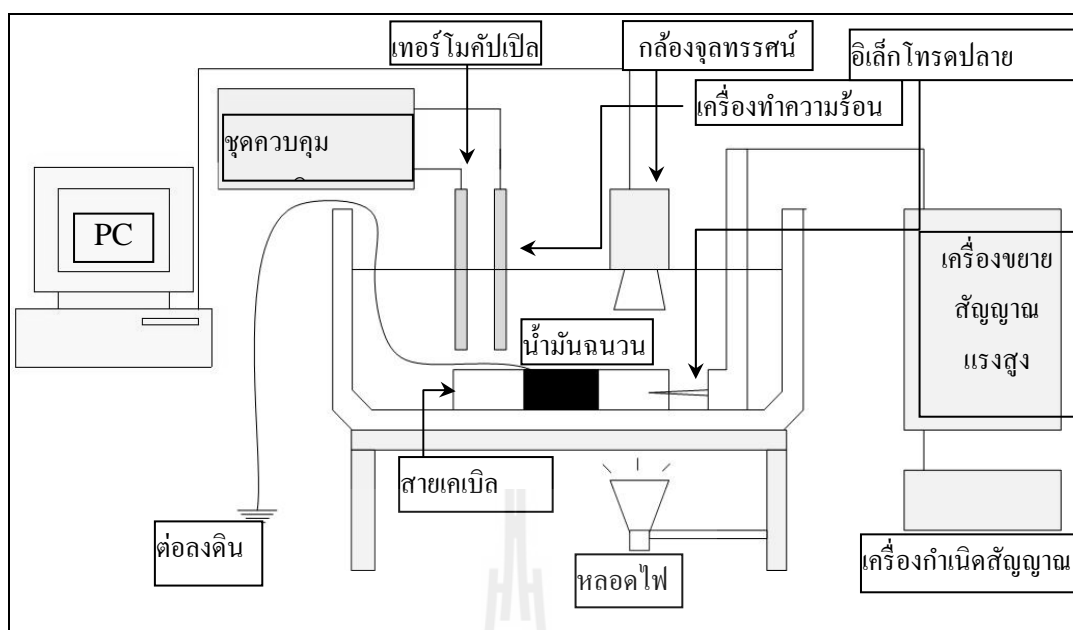 เทอร์โมคัปเปิล
กล้องจุลทรรศน์
อิเล็กโทรดปลาย
เครื่องทำความร้อน
ชุดควบคุม
PC
เครื่องขยาย
สัญญาณ
แรงสูง
น้ำมันฉนวน
สายเคเบิล
ต่อลงดิน
หลอดไฟ
เครื่องกำเนิดสัญญาณ